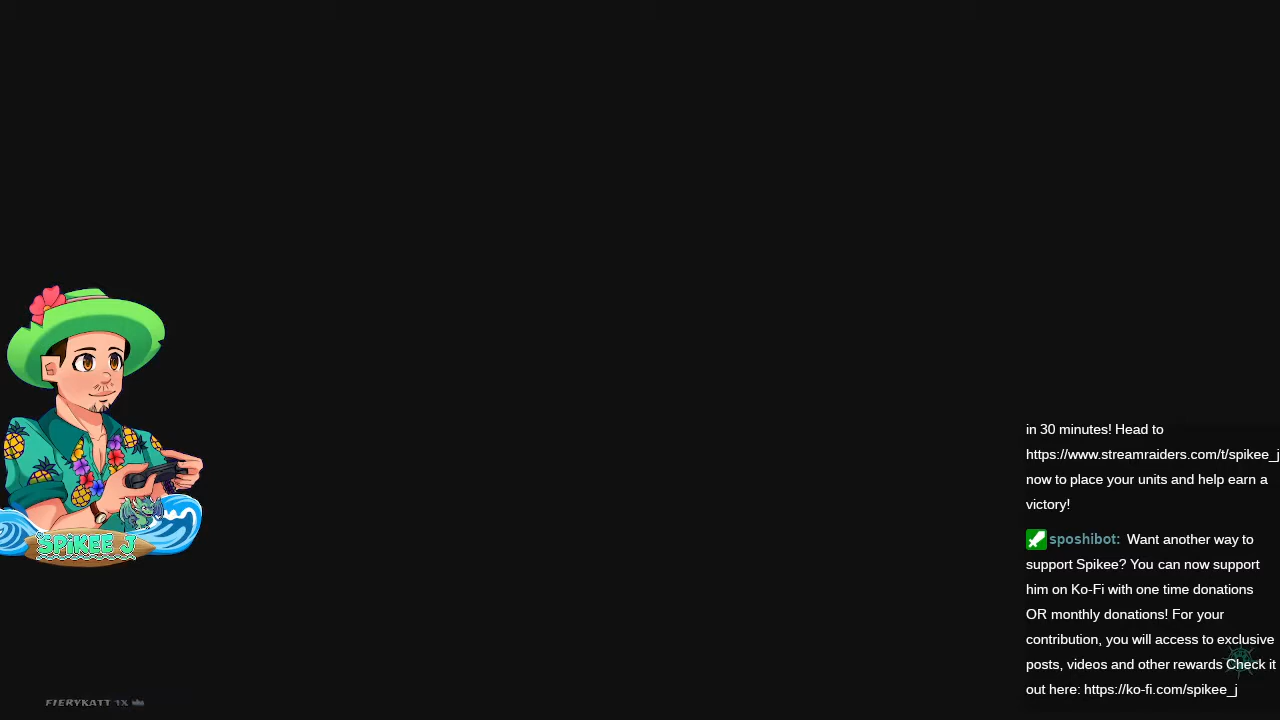 in 30 minutes! Head to
https://www.streamraiders.com/t/spikee_j
now to place your units and help earn a
victory!
sposhibot: Want another way to
support Spikee? You can now support
him on Ko-Fi with one time donations
OR monthly donations! For your
contribution, you will access to exclusive
posts, videos and other rewards Check it
out here: https://ko-fi.com/spikee_j
SPiKEE J
FIERYKATT 1X